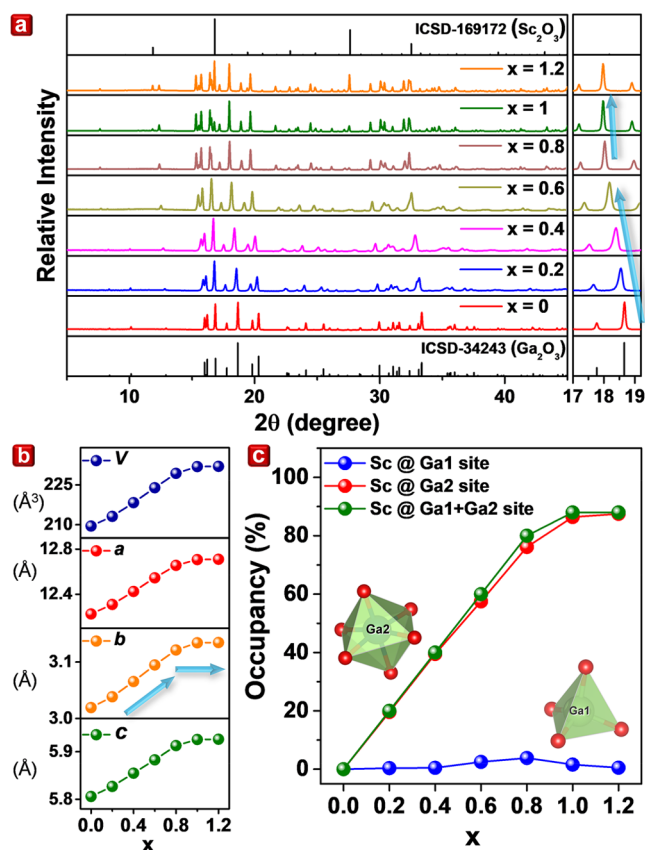 a
ICSD-169172 (Sc₂O₃)
x = 1.2
x = 1
x = 0.8
x = 0.6
x = 0.4
x = 0.2
x = 0
ICSD-34243 (Ga₂O₃)
Relative Intensity
10 20 30 40
17 18 19
2θ (degree)
b
V
225
(Å³)
210
12.8
a
(Å)
12.4
b
3.1
(Å)
3.0
c
5.9
(Å)
5.8
0.0 0.4 0.8 1.2
x
c
100
80
60
40
20
0
Occupancy (%)
Sc @ Ga1 site
Sc @ Ga2 site
Sc @ Ga1+Ga2 site
Ga2
Ga1
0.0 0.2 0.4 0.6 0.8 1.0 1.2
x